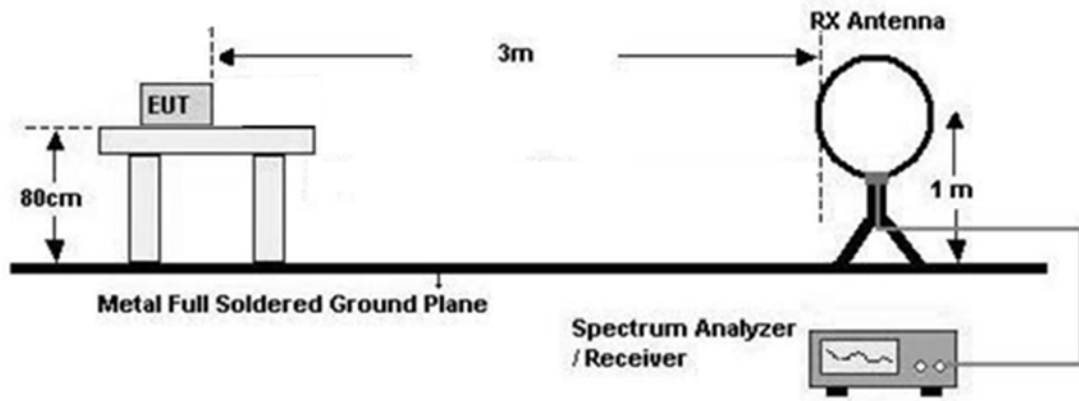 RX Antenna
3m
EUT
80cm
1 m
Metal Full Soldered Ground Plane
Spectrum Analyzer
/ Receiver